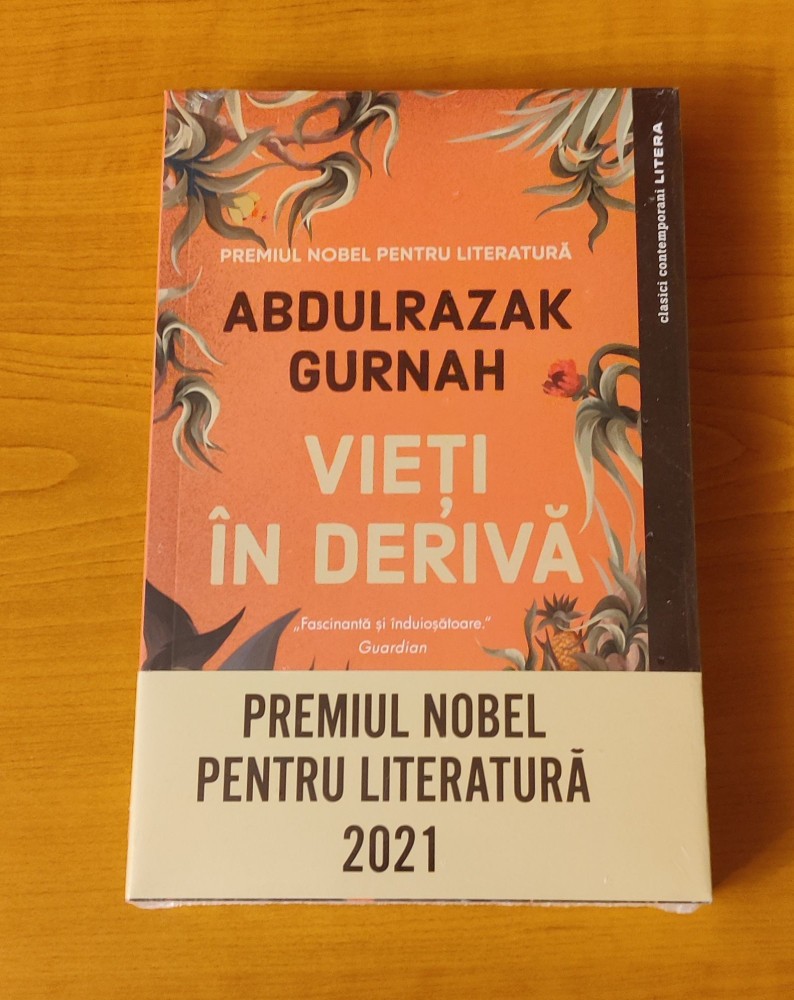 PREMIUL NOBEL PENTRU LITERATURĂ
ABDULRAZAK
GURNAH
VIEȚI
ÎN DERIVĂ
„Fascinantă și înduioșătoare.”
Guardian
clasici contemporani LITERA
PREMIUL NOBEL
PENTRU LITERATURĂ
2021